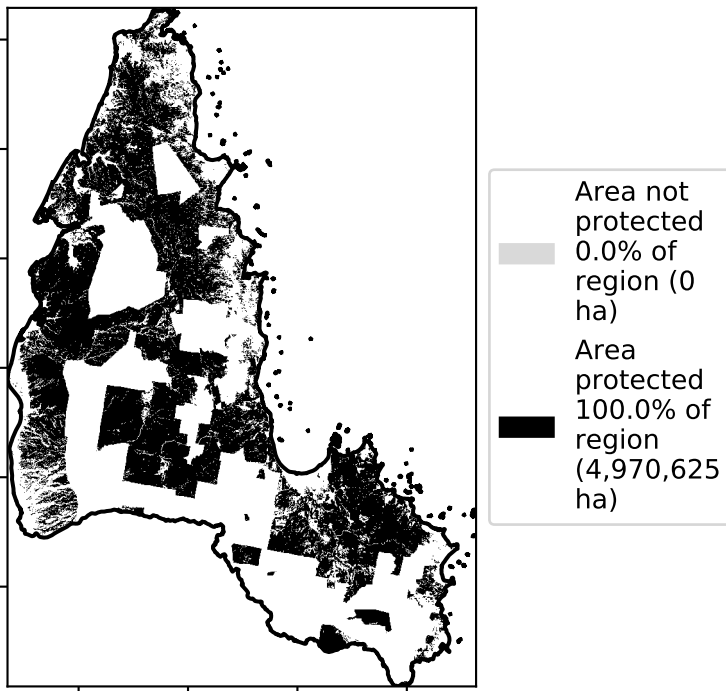 Area not
protected
0.0% of
region (0
ha)
Area
protected
100.0% of
region
(4,970,625
ha)